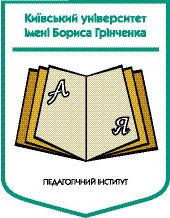 Київський університет
імені Бориса Грінченка
А
Я
ПЕДАГОГІЧНИЙ ІНСТИТУТ